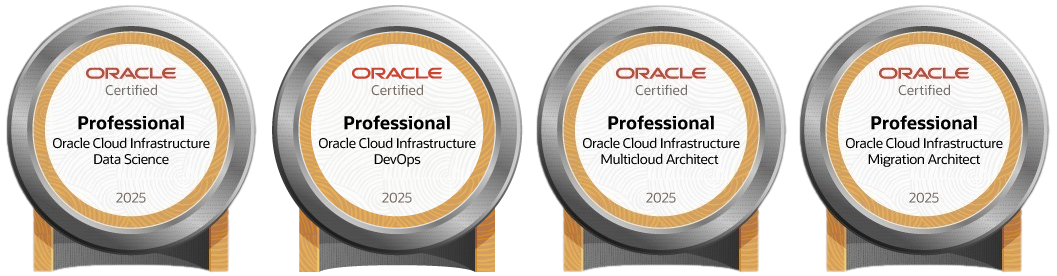 ORACLE
Certified
Professional
Oracle Cloud Infrastructure
Data Science
2025
ORACLE
Certified
Professional
Oracle Cloud Infrastructure
DevOps
2025
ORACLE
Certified
Professional
Oracle Cloud Infrastructure
Multicloud Architect
2025
ORACLE
Certified
Professional
Oracle Cloud Infrastructure
Migration Architect
2025